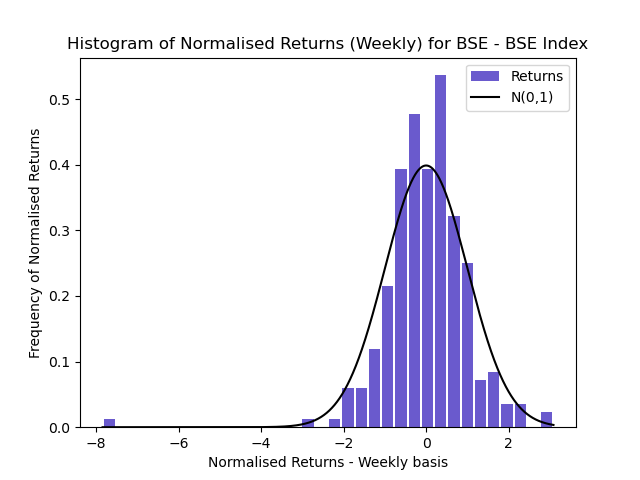 Histogram of Normalised Returns (Weekly) for BSE - BSE Index
Returns
N(0,1)
Frequency of Normalised Returns
0.5
0.4
0.3
0.2
0.1
0.0
−8 −6 −4 −2 0 2
Normalised Returns - Weekly basis